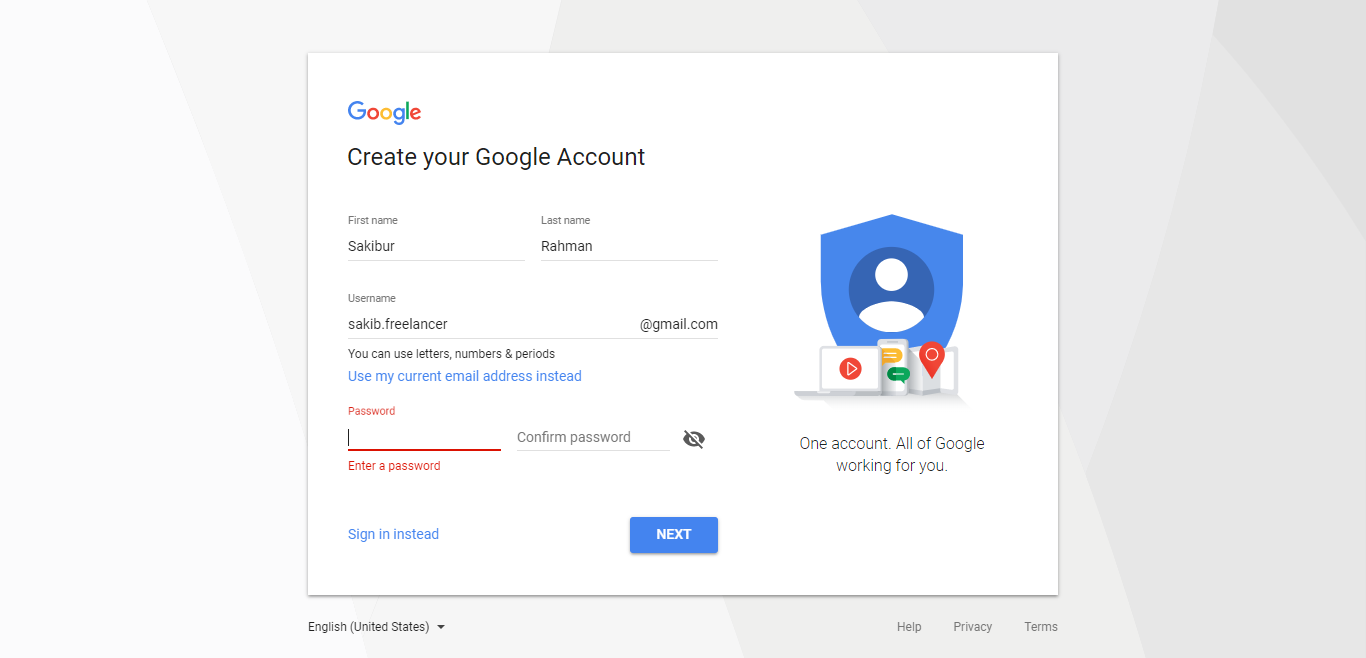 Google
Create your Google Account
First name
Last name
Sakibur
Rahman
Username
sakib.freelancer
@gmail.com
You can use letters, numbers & periods
Use my current email address instead
Password
Confirm password
Enter a password
Sign in instead
NEXT
One account. All of Google
working for you.
English (United States)
Help
Privacy
Terms